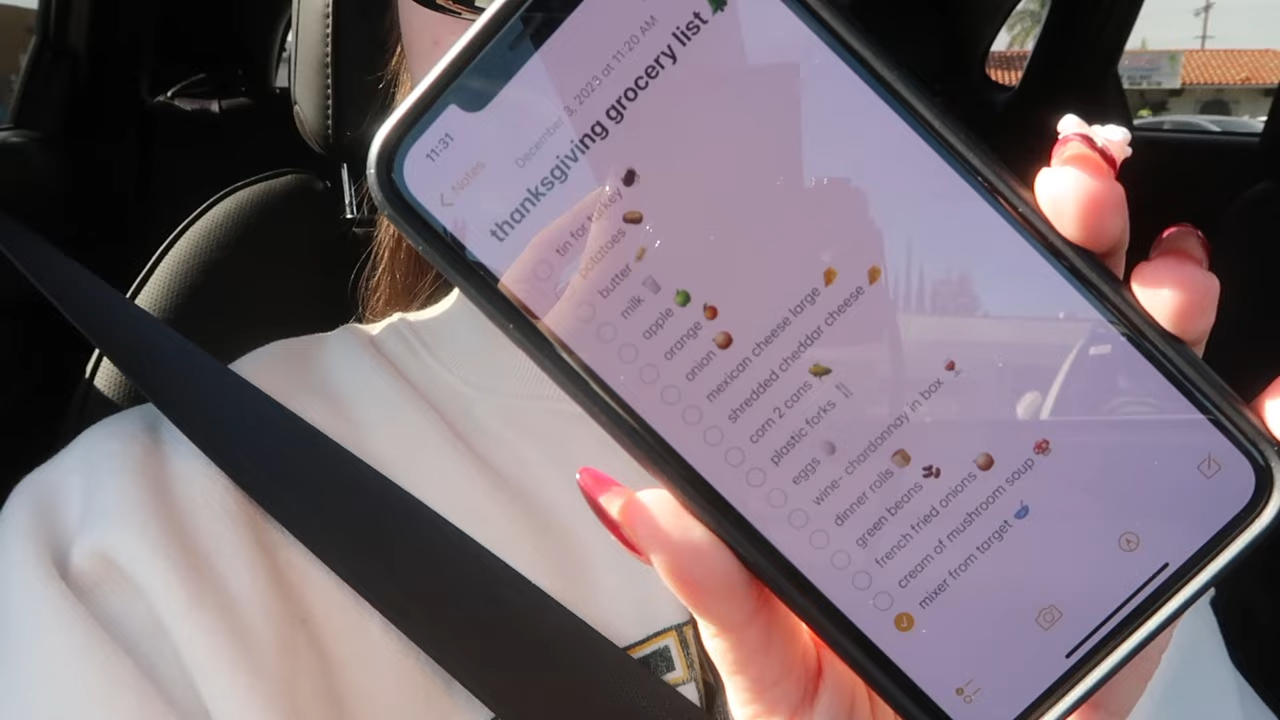 11:31
Notes
December 3, 2023 at 11:20 AM
thanksgiving grocery list
tin for turkey
potatoes
butter
milk
apple
orange
onion
mexican cheese large
shredded cheddar cheese
corn 2 cans
plastic forks
eggs
wine- chardonnay in box
dinner rolls
green beans
french fried onions
cream of mushroom soup
mixer from target